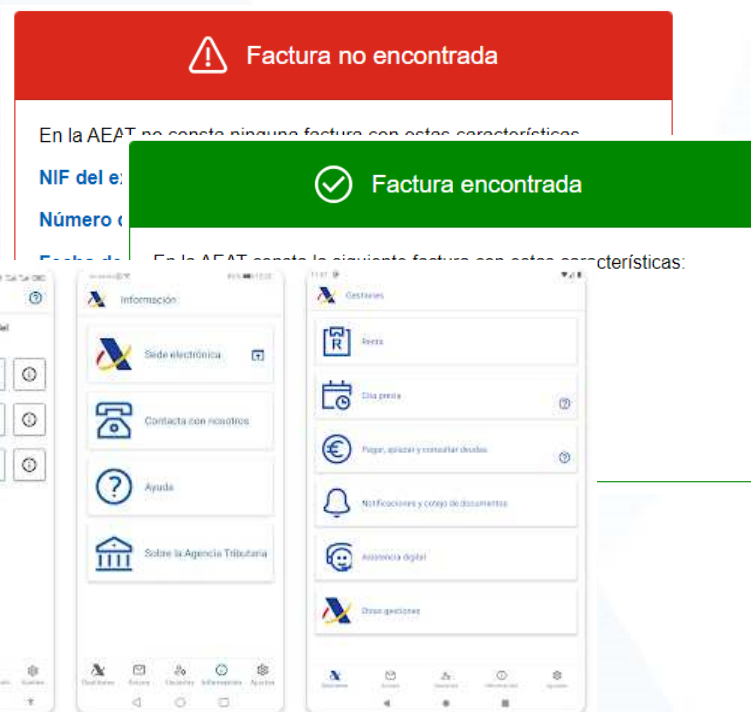 Factura no encontrada
En la AEAT no consta ninguna factura con estas características
NIF del e
Número
Factura encontrada
En la AEAT consta la siguiente factura con estas características:
Información
Sede electrónica
Contacta con nosotros
Ayuda
Sobre la Agencia Tributaria
Gestiones
Renta
Cita previa
Pagar, aplazar y consultar deudas
Notificaciones y cotejo de documentos
Asistencia digital
Otras gestiones